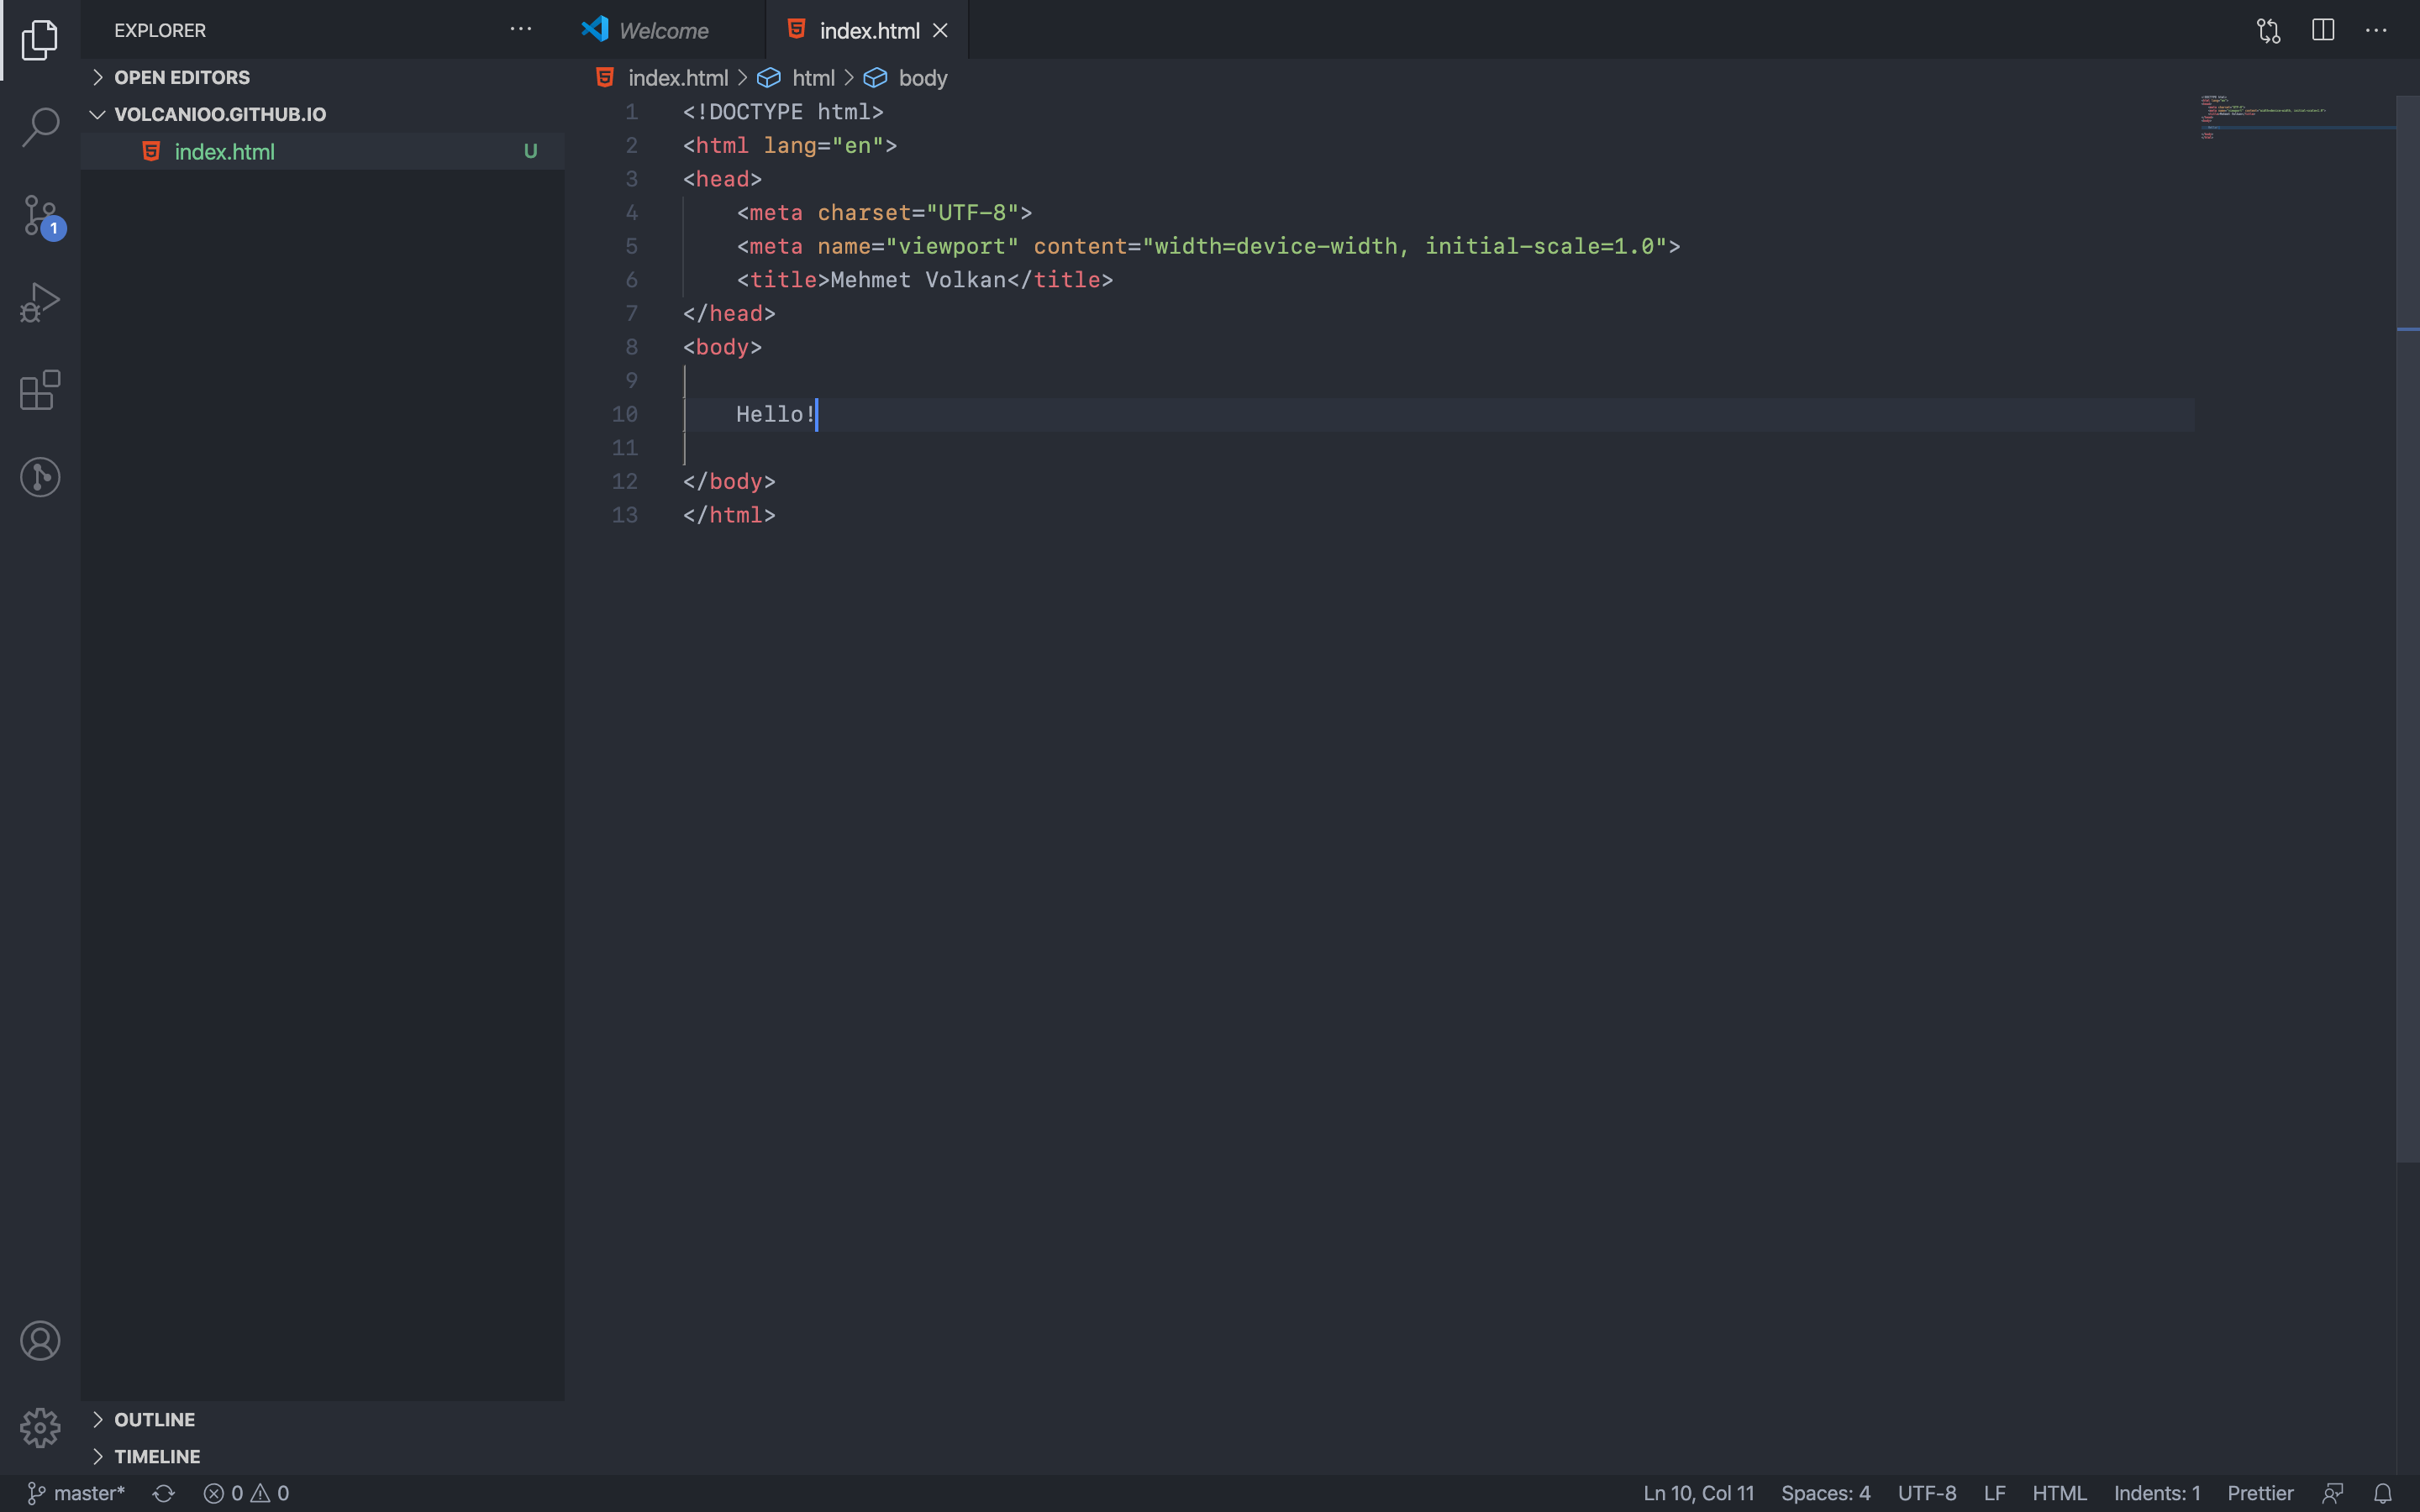 EXPLORER
Welcome
index.html
OPEN EDITORS
VOLCANIOO.GITHUB.IO
index.html U
1
index.html > html > body
1 <!DOCTYPE html>
2 <html lang="en">
3 <head>
4 <meta charset="UTF-8">
5 <meta name="viewport" content="width=device-width, initial-scale=1.0">
6 <title>Mehmet Volkan</title>
7 </head>
8 <body>
9
10 Hello!
11
12 </body>
13 </html>
OUTLINE
TIMELINE
master* 0 0 Ln 10, Col 11 Spaces: 4 UTF-8 LF HTML Indents: 1 Prettier